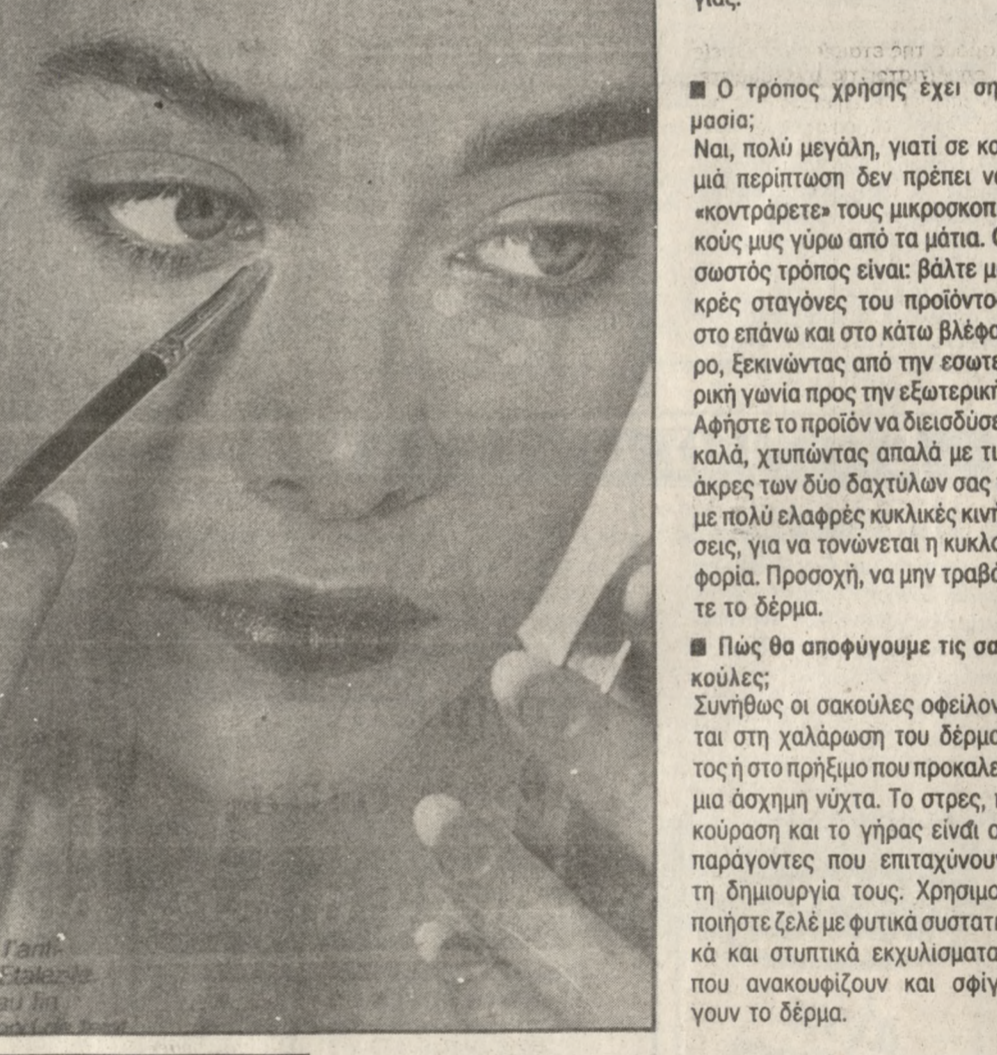 γίας.
■ Ο τρόπος χρήσης έχει ση
μασία;
Ναι, πολύ μεγάλη, γιατί σε κα
μιά περίπτωση δεν πρέπει να
«κοντράρετε» τους μικροσκοπ
κούς μυς γύρω από τα μάτια. Ο
σωστός τρόπος είναι: βάλτε μ
κρές σταγόνες του προϊόντο
στο επάνω και στο κάτω βλέφα
ρο, ξεκινώντας από την εσωτε
ρική γωνία προς την εξωτερική
Αφήστε το προϊόν να διεισδύσε
καλά, χτυπώντας απαλά με τι
άκρες των δύο δαχτύλων σας
με πολύ ελαφρές κυκλικές κινή
σεις, για να τονώνεται η κυκλο
φορία. Προσοχή, να μην τραβά
τε το δέρμα.
■ Πώς θα αποφύγουμε τις σα
κούλες;
Συνήθως οι σακούλες οφείλον
ται στη χαλάρωση του δέρμα
τος ή στο πρήξιμο που προκαλε
μια άσχημη νύχτα. Το στρες,
κούραση και το γήρας είναι ο
παράγοντες που επιταχύνουν
τη δημιουργία τους. Χρησιμο
ποιήστε ζελέ με φυτικά συστατι
κά και στυπτικά εκχυλίσματα
που ανακουφίζουν και σφίγ
γουν το δέρμα.
l'ant-
au fin